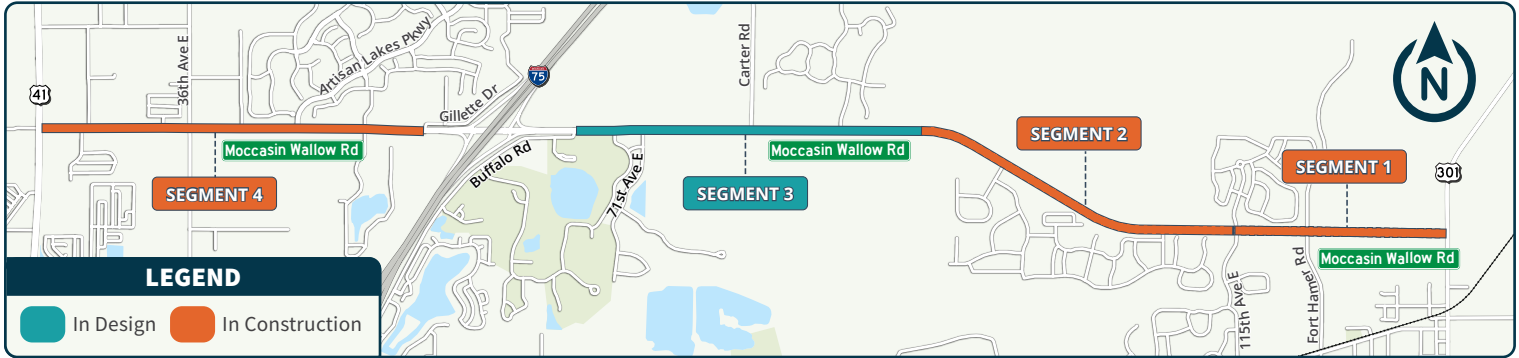 41
36th Ave E
Artisan Lakes Pkwy
Gillette Dr
75
Carter Rd
N
Moccasin Wallow Rd
SEGMENT 4
Buffalo Rd
71st Ave E
Moccasin Wallow Rd
SEGMENT 3
SEGMENT 2
SEGMENT 1
301
Moccasin Wallow Rd
115th Ave E
Fort Hamer Rd
LEGEND
In Design
In Construction